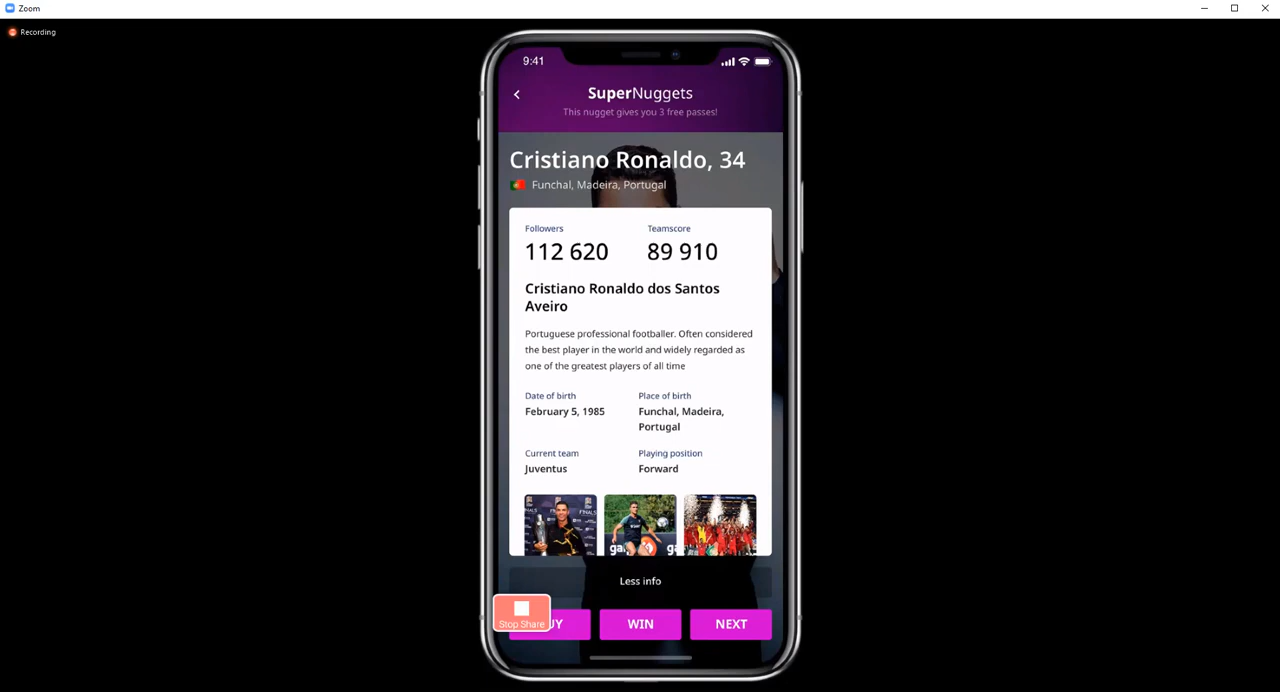 Zoom
Recording
9:41
SuperNuggets
This nugget gives you 3 free passes!
Cristiano Ronaldo, 34
Funchal, Madeira, Portugal
Followers
112 620
Teamscore
89 910
Cristiano Ronaldo dos Santos
Aveiro
Portuguese professional footballer. Often considered
the best player in the world and widely regarded as
one of the greatest players of all time
Date of birth
February 5, 1985
Place of birth
Funchal, Madeira,
Portugal
Current team
Juventus
Playing position
Forward
Less info
Stop Share
UY
WIN
NEXT